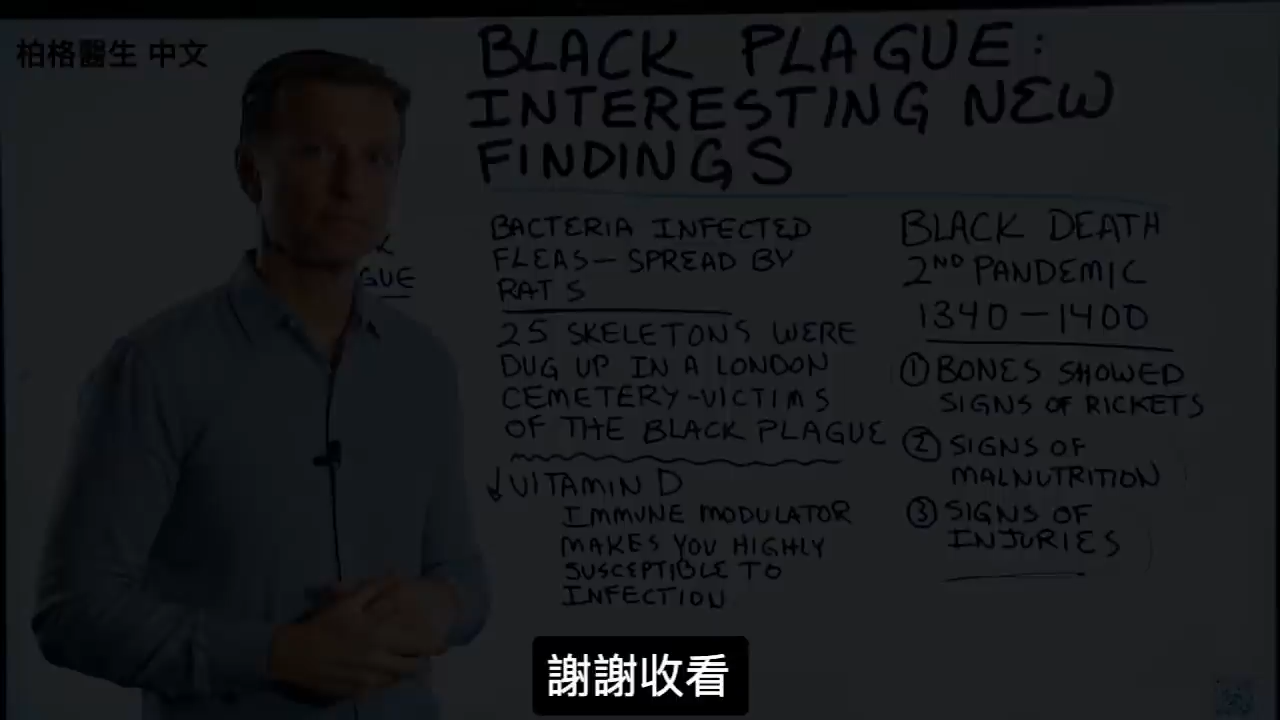 柏格醫生 中文
BLACK PLAGUE:
INTERESTING NEW
FINDINGS
BACTERIA INFECTED
FLEAS— SPREAD BY
RATS
25 SKELETONS WERE
DUG UP IN A LONDON
CEMETERY-VICTIMS
OF THE BLACK PLAGUE
↓VITAMIN D
IMMUNE MODULATOR
MAKES YOU HIGHLY
SUSCEPTIBLE TO
INFECTION
BLACK DEATH
2ND PANDEMIC
1340—1400
① BONES SHOWED
SIGNS OF RICKETS
② SIGNS OF
MALNUTRITION
③ SIGNS OF
INJURIES
謝謝收看